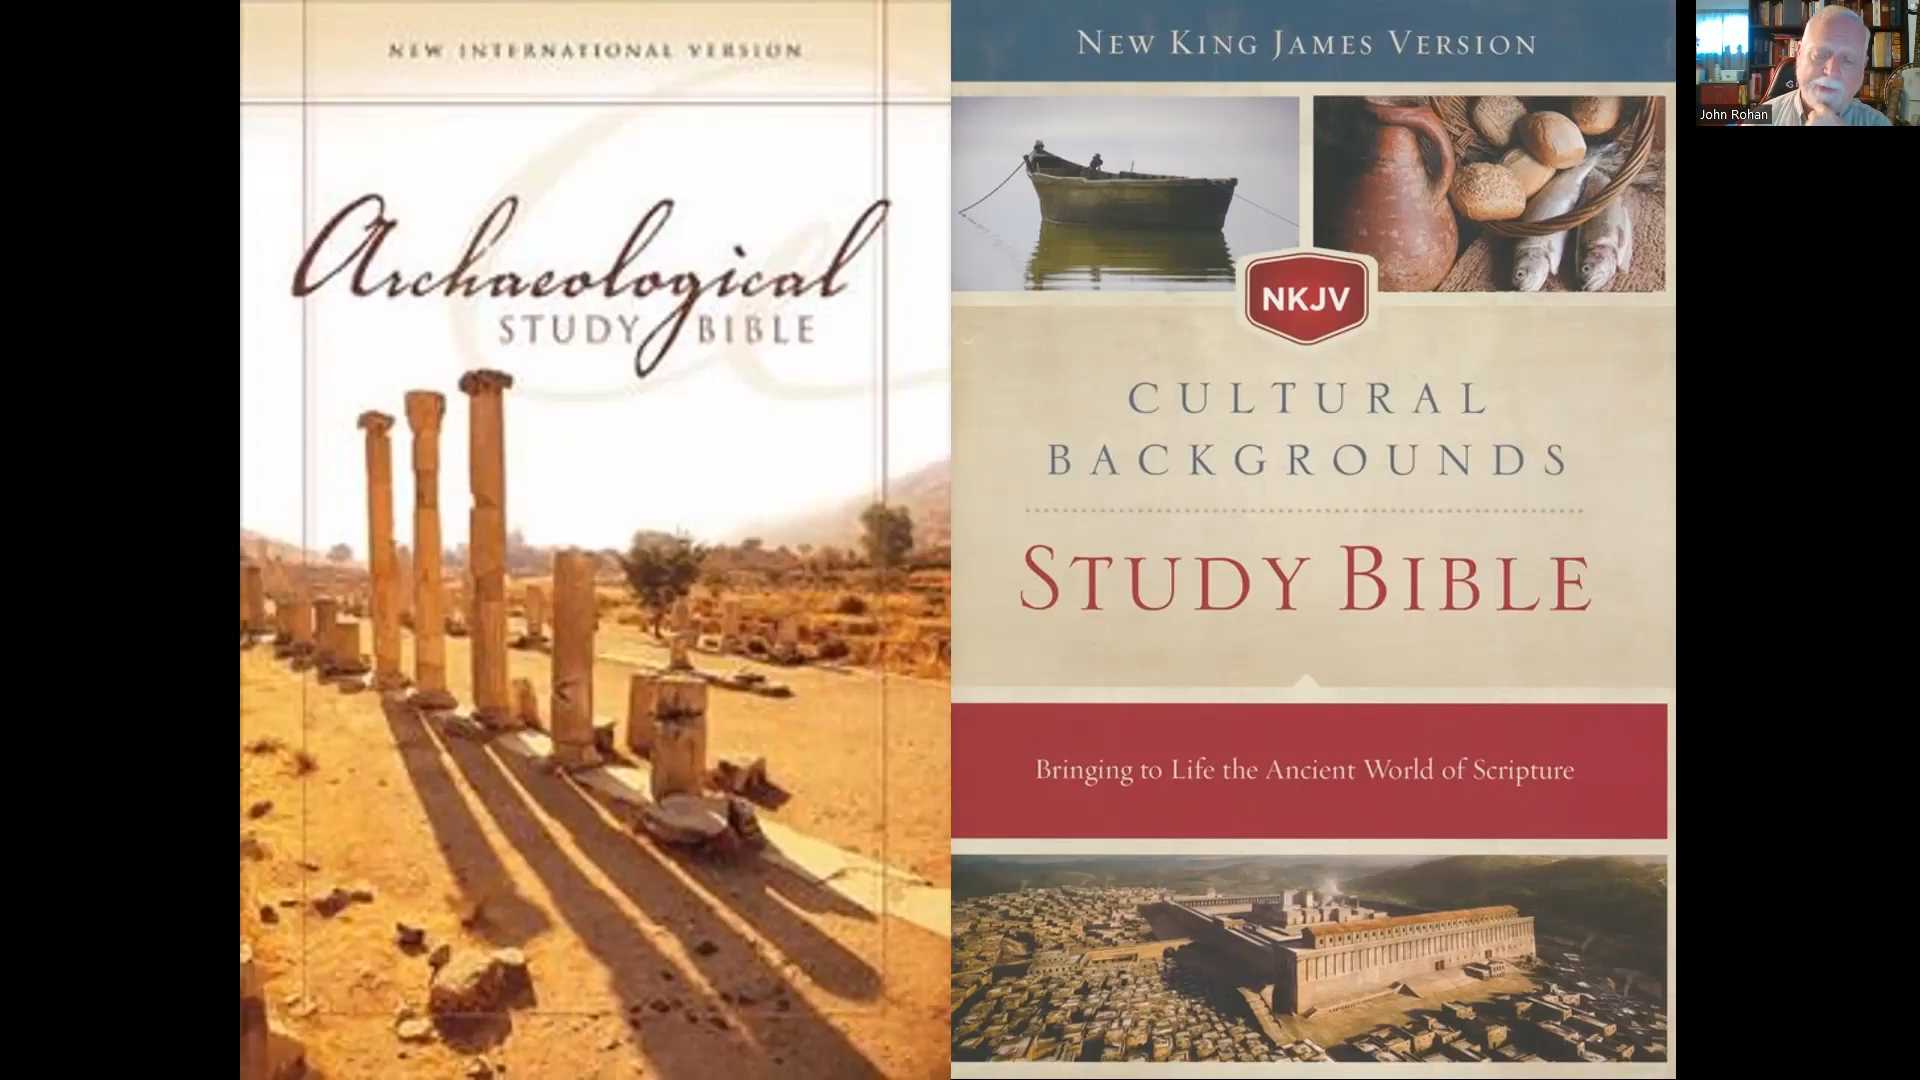 NEW INTERNATIONAL VERSION
Archaeological
STUDY BIBLE
NEW KING JAMES VERSION
NKJV
CULTURAL
BACKGROUNDS
STUDY BIBLE
Bringing to Life the Ancient World of Scripture
John Rohan